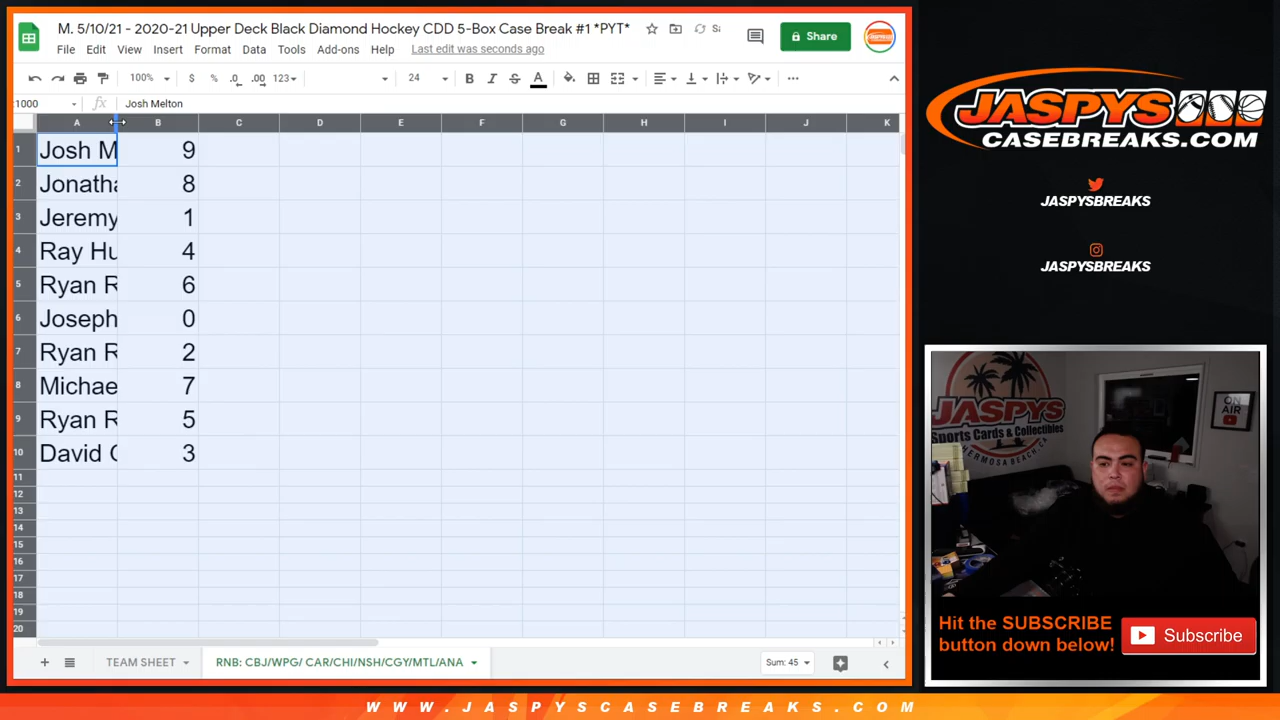 M. 5/10/21 - 2020-21 Upper Deck Black Diamond Hockey CDD 5-Box Case Break #1 *PYT*
File Edit View Insert Format Data Tools Add-ons Help Last edit was seconds ago
Share
100% $ % .0 .00 123 24 B I S A
1000 fx Josh Melton
A B C D E F G H I J K
1 Josh M 9
2 Jonatha 8
3 Jeremy 1
4 Ray Hu 4
5 Ryan R 6
6 Joseph 0
7 Ryan R 2
8 Michae 7
9 Ryan R 5
10 David 3
11
12
13
14
15
16
17
18
19
20
TEAM SHEET RNB: CBJ/WPG/ CAR/CHI/NSH/CGY/MTL/ANA Sum: 45
JASPYS
CASEBREAKS.COM
JASPYSBREAKS
JASPYSBREAKS
JASPYS
Sports Cards & Collectibles
HERMOSA BEACH, CA
ON
AIR
Hit the SUBSCRIBE
button down below!
Subscribe
WWW.JASPYSCASEBREAKS.COM